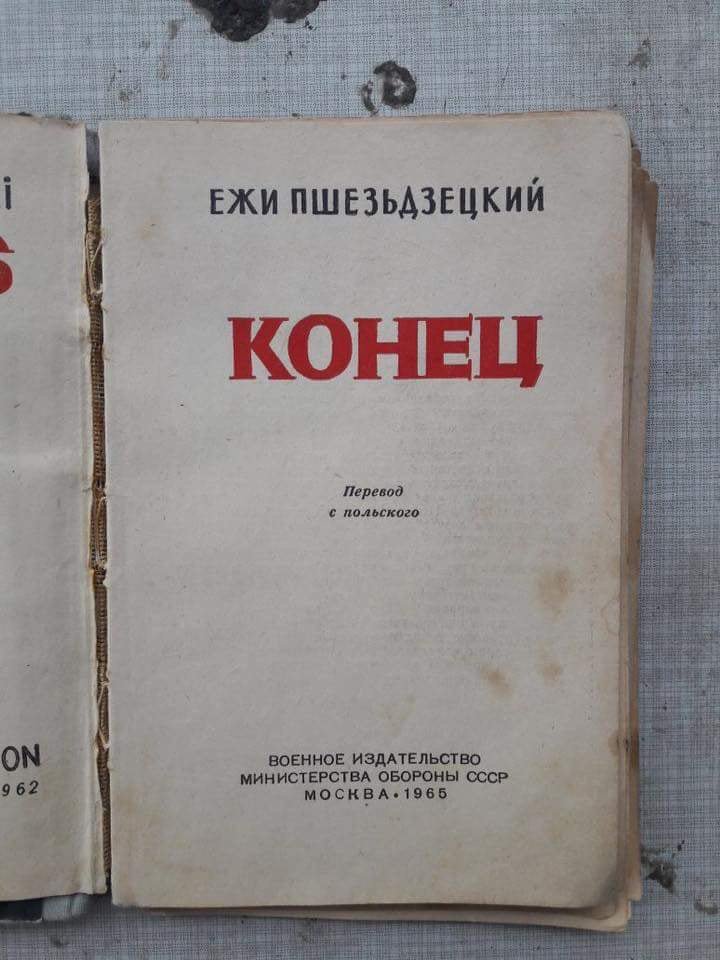 ЕЖИ ПШЕЗЬДЗЕЦКИЙ
КОНЕЦ
Перевод
с польского
ВОЕННОЕ ИЗДАТЕЛЬСТВО
МИНИСТЕРСТВА ОБОРОНЫ СССР
МОСКВА • 1965